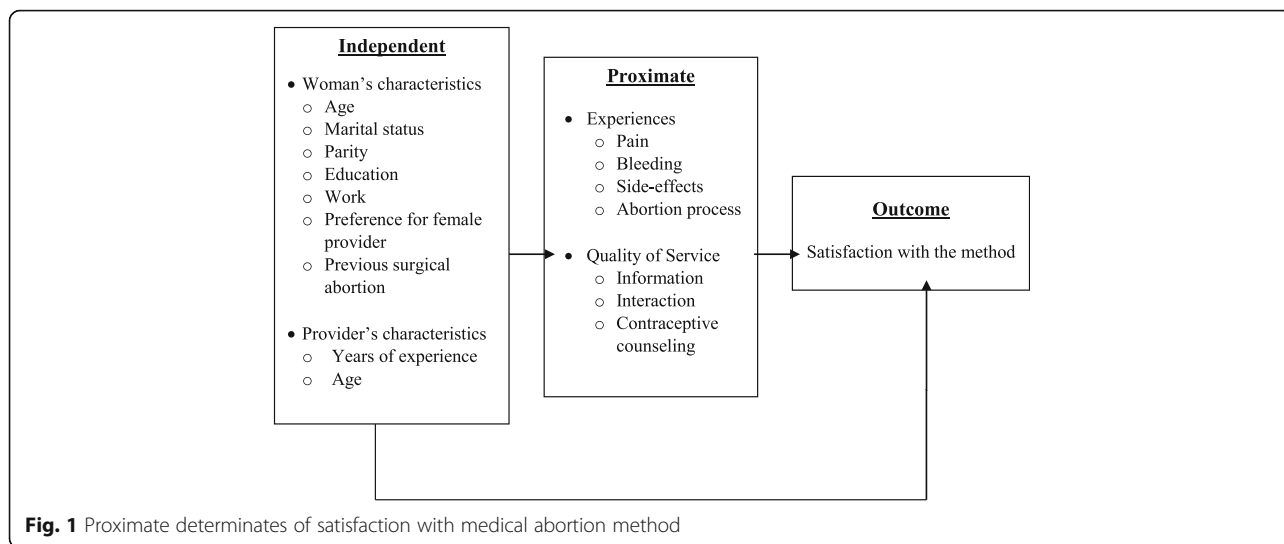 Independent
• Woman's characteristics
○ Age
○ Marital status
○ Parity
○ Education
○ Work
○ Preference for female
provider
○ Previous surgical
abortion
• Provider's characteristics
○ Years of experience
○ Age
Proximate
• Experiences
○ Pain
○ Bleeding
○ Side-effects
○ Abortion process
• Quality of Service
○ Information
○ Interaction
○ Contraceptive
counseling
Outcome
Satisfaction with the method
Fig. 1 Proximate determinates of satisfaction with medical abortion method